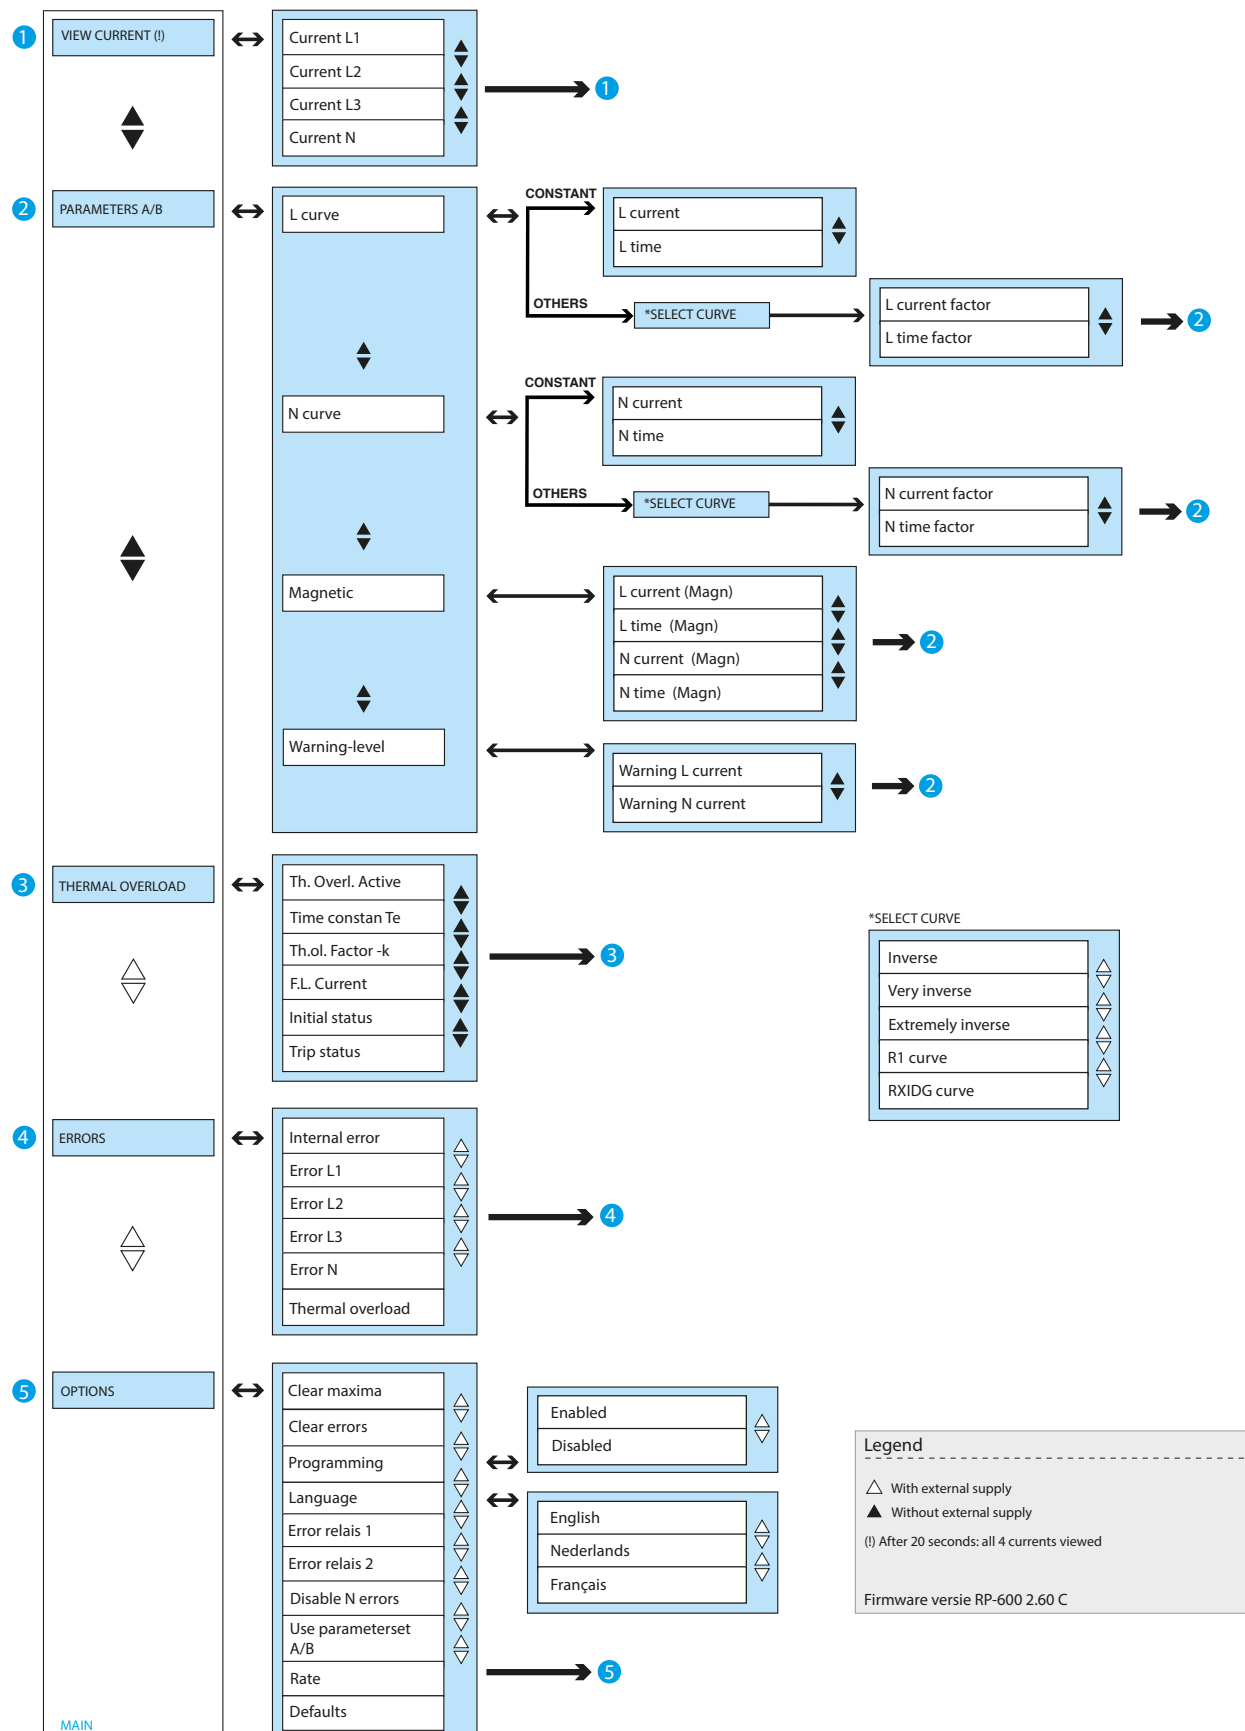 1
VIEW CURRENT (!)
Current L1
Current L2
Current L3
Current N
1
2
PARAMETERS A/B
L curve
CONSTANT
L current
L time
OTHERS
*SELECT CURVE
L current factor
L time factor
2
N curve
CONSTANT
N current
N time
OTHERS
*SELECT CURVE
N current factor
N time factor
2
Magnetic
L current (Magn)
L time (Magn)
N current (Magn)
N time (Magn)
2
Warning-level
Warning L current
Warning N current
2
3
THERMAL OVERLOAD
Th. Overl. Active
Time constan Te
Th.ol. Factor -k
F.L. Current
Initial status
Trip status
3
*SELECT CURVE
Inverse
Very inverse
Extremely inverse
R1 curve
RXIDG curve
4
ERRORS
Internal error
Error L1
Error L2
Error L3
Error N
Thermal overload
4
5
OPTIONS
Clear maxima
Clear errors
Programming
Language
Error relais 1
Error relais 2
Disable N errors
Use parameterset
A/B
Rate
Defaults
Enabled
Disabled
English
Nederlands
Français
5
Legend
With external supply
Without external supply
(!) After 20 seconds: all 4 currents viewed
Firmware versie RP-600 2.60 C
MAIN